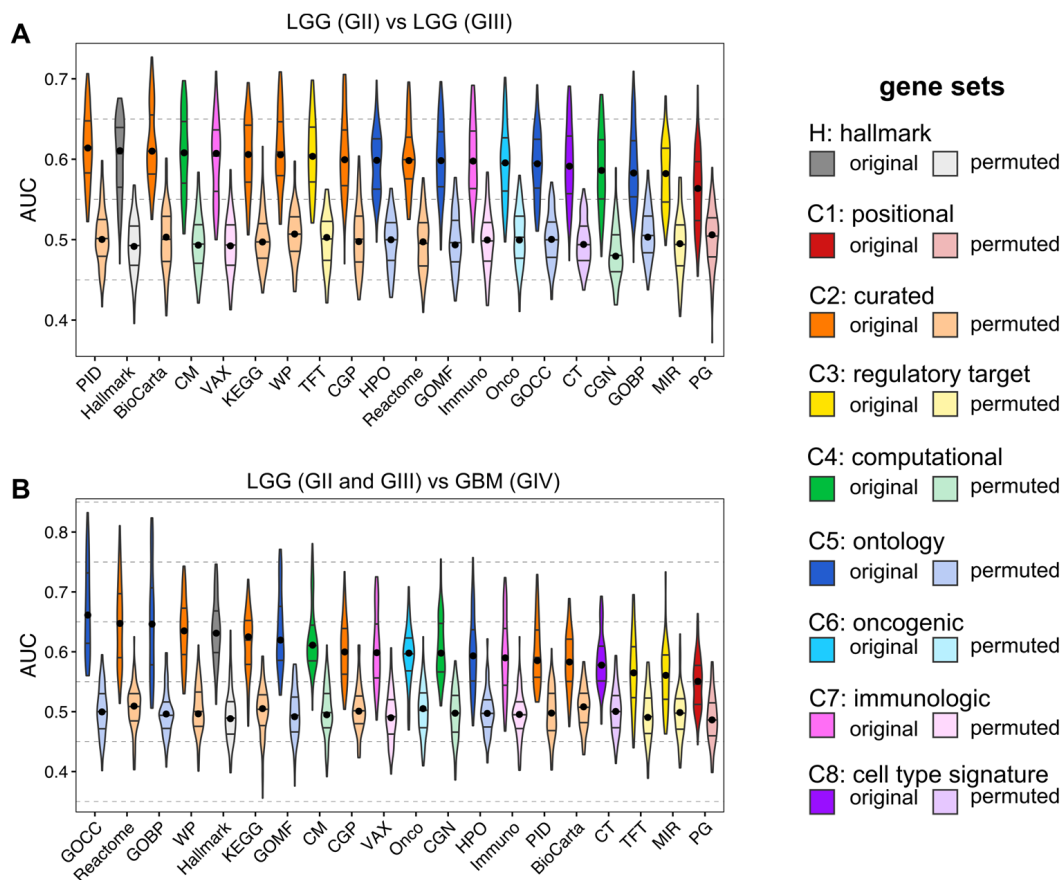 A
LGG (GII) vs LGG (GIII)
AUC
0.7
0.6
0.5
0.4
PID
Hallmark
BioCarta
CM
VAX
KEGG
WP
TFT
CGP
HPO
Reactome
GOMF
Immuno
Onco
GOCC
CT
CGN
GOBP
MIR
PG
B
LGG (GII and GIII) vs GBM (GIV)
AUC
0.8
0.7
0.6
0.5
0.4
GOCC
Reactome
GOBP
WP
Hallmark
KEGG
GOMF
CM
CGP
VAX
Onco
CGN
HPO
Immuno
PID
BioCarta
CT
TFT
MIR
PG
gene sets
H: hallmark
original permuted
C1: positional
original permuted
C2: curated
original permuted
C3: regulatory target
original permuted
C4: computational
original permuted
C5: ontology
original permuted
C6: oncogenic
original permuted
C7: immunologic
original permuted
C8: cell type signature
original permuted